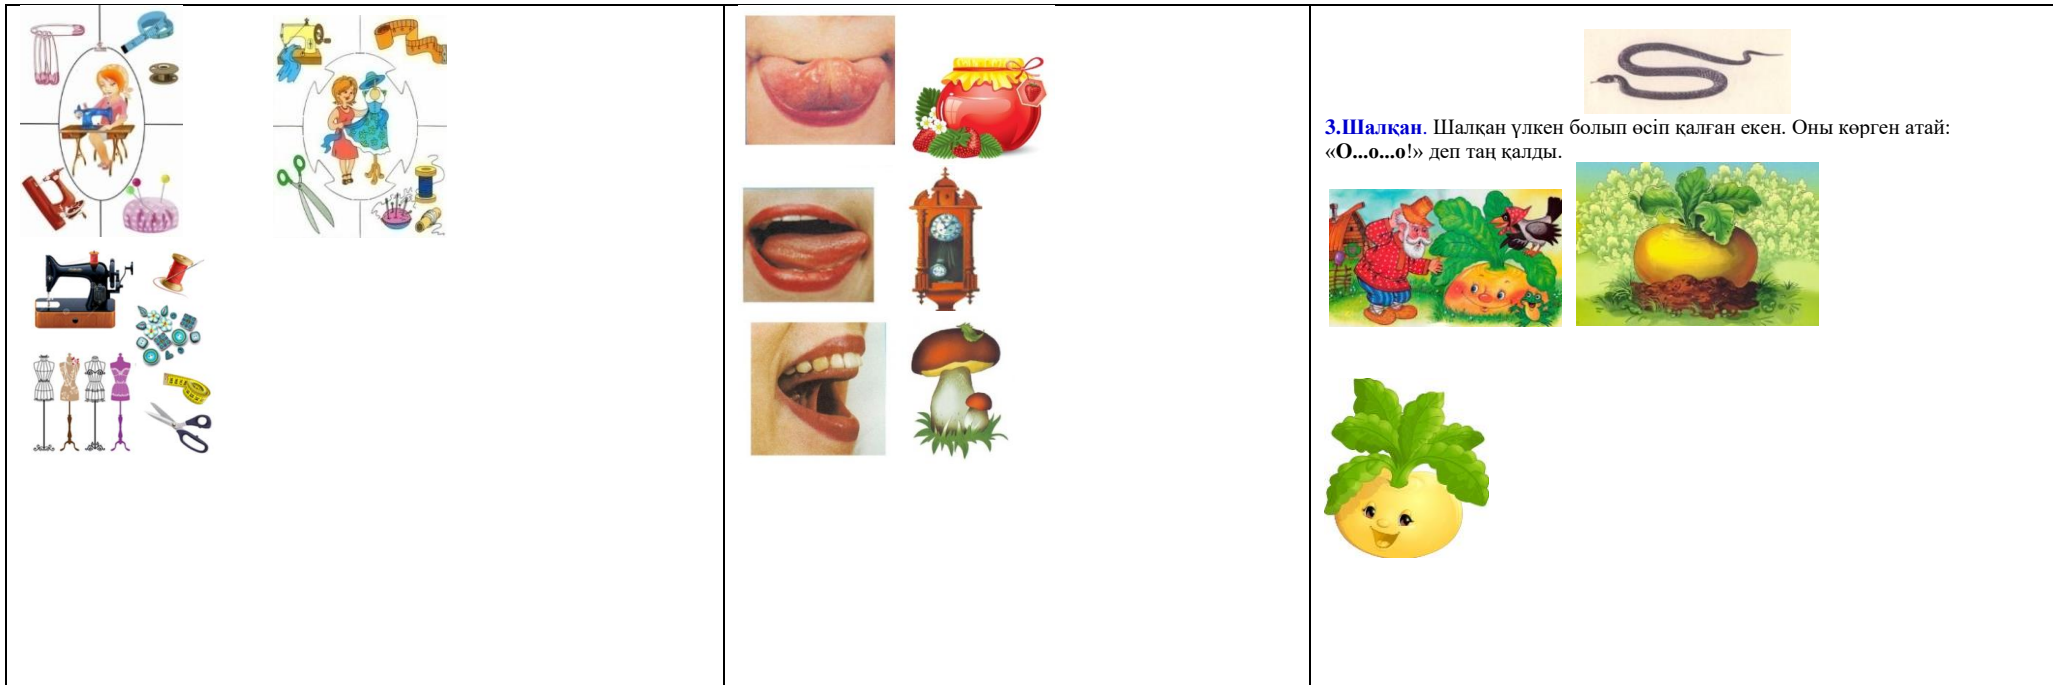 3.Шалқан. Шалқан үлкен болып өсіп қалған екен. Оны көрген атай:
«О...о...о!» деп таң қалды.